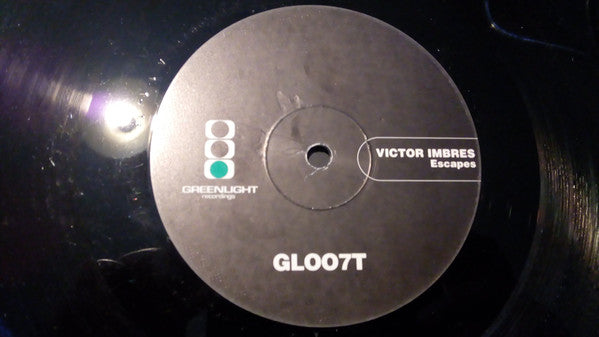 VICTOR IMBRES
Escapes
GREENLIGHT
recordings
GL007T